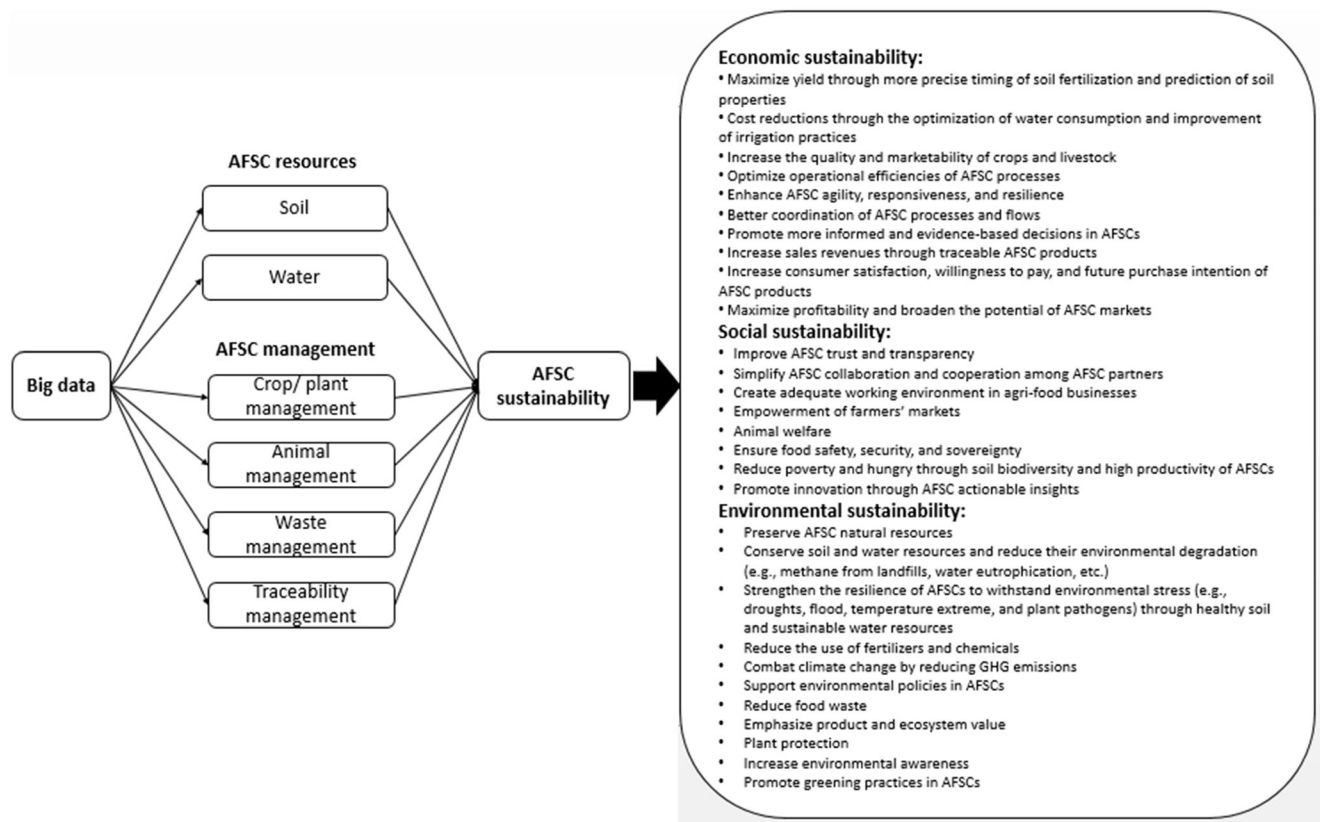 AFSC resources
Soil
Water
AFSC management
Big data
Crop/ plant
management
Animal
management
Waste
management
Traceability
management
AFSC
sustainability
Economic sustainability:
• Maximize yield through more precise timing of soil fertilization and prediction of soil
properties
• Cost reductions through the optimization of water consumption and improvement
of irrigation practices
• Increase the quality and marketability of crops and livestock
• Optimize operational efficiencies of AFSC processes
• Enhance AFSC agility, responsiveness, and resilience
• Better coordination of AFSC processes and flows
• Promote more informed and evidence-based decisions in AFSCs
• Increase sales revenues through traceable AFSC products
• Increase consumer satisfaction, willingness to pay, and future purchase intention of
AFSC products
• Maximize profitability and broaden the potential of AFSC markets
Social sustainability:
• Improve AFSC trust and transparency
• Simplify AFSC collaboration and cooperation among AFSC partners
• Create adequate working environment in agri-food businesses
• Empowerment of farmers’ markets
• Animal welfare
• Ensure food safety, security, and sovereignty
• Reduce poverty and hungry through soil biodiversity and high productivity of AFSCs
• Promote innovation through AFSC actionable insights
Environmental sustainability:
• Preserve AFSC natural resources
• Conserve soil and water resources and reduce their environmental degradation
(e.g., methane from landfills, water eutrophication, etc.)
• Strengthen the resilience of AFSCs to withstand environmental stress (e.g.,
droughts, flood, temperature extreme, and plant pathogens) through healthy soil
and sustainable water resources
• Reduce the use of fertilizers and chemicals
• Combat climate change by reducing GHG emissions
• Support environmental policies in AFSCs
• Reduce food waste
• Emphasize product and ecosystem value
• Plant protection
• Increase environmental awareness
• Promote greening practices in AFSCs